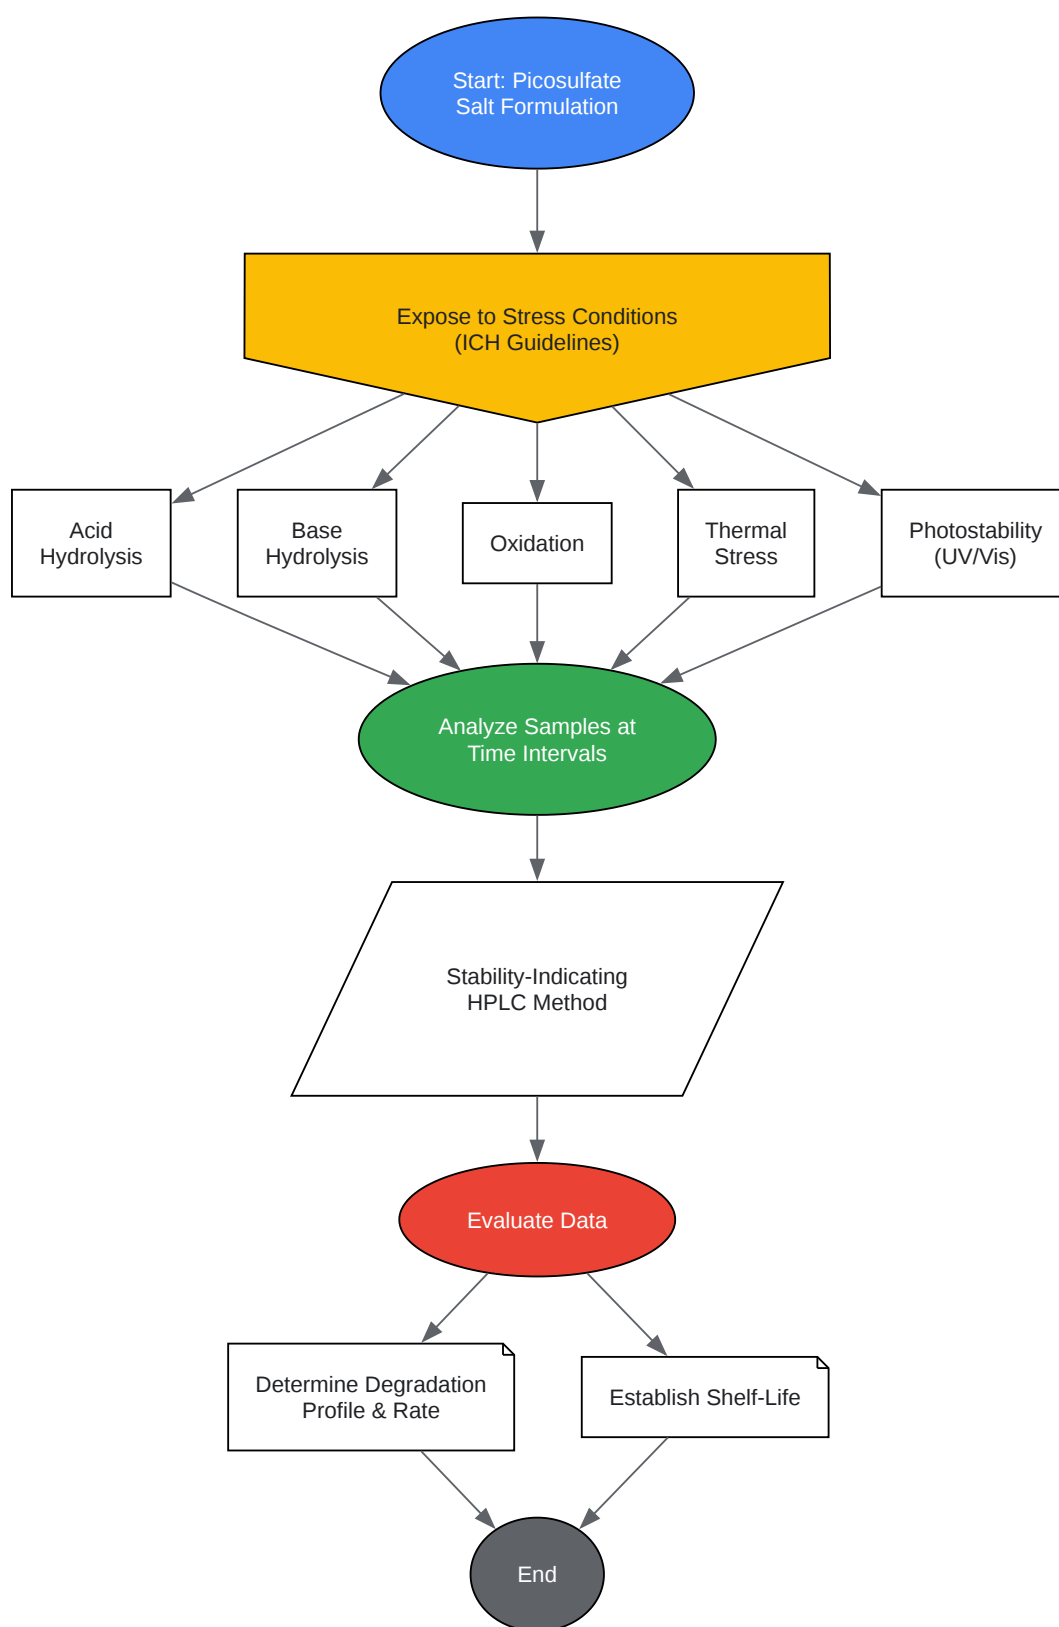 Start: Picosulfate
Salt Formulation
Expose to Stress Conditions
(ICH Guidelines)
Acid
Hydrolysis
Base
Hydrolysis
Oxidation
Thermal
Stress
Photostability
(UV/Vis)
Analyze Samples at
Time Intervals
Stability-Indicating
HPLC Method
Evaluate Data
Determine Degradation
Profile & Rate
Establish Shelf-Life
End